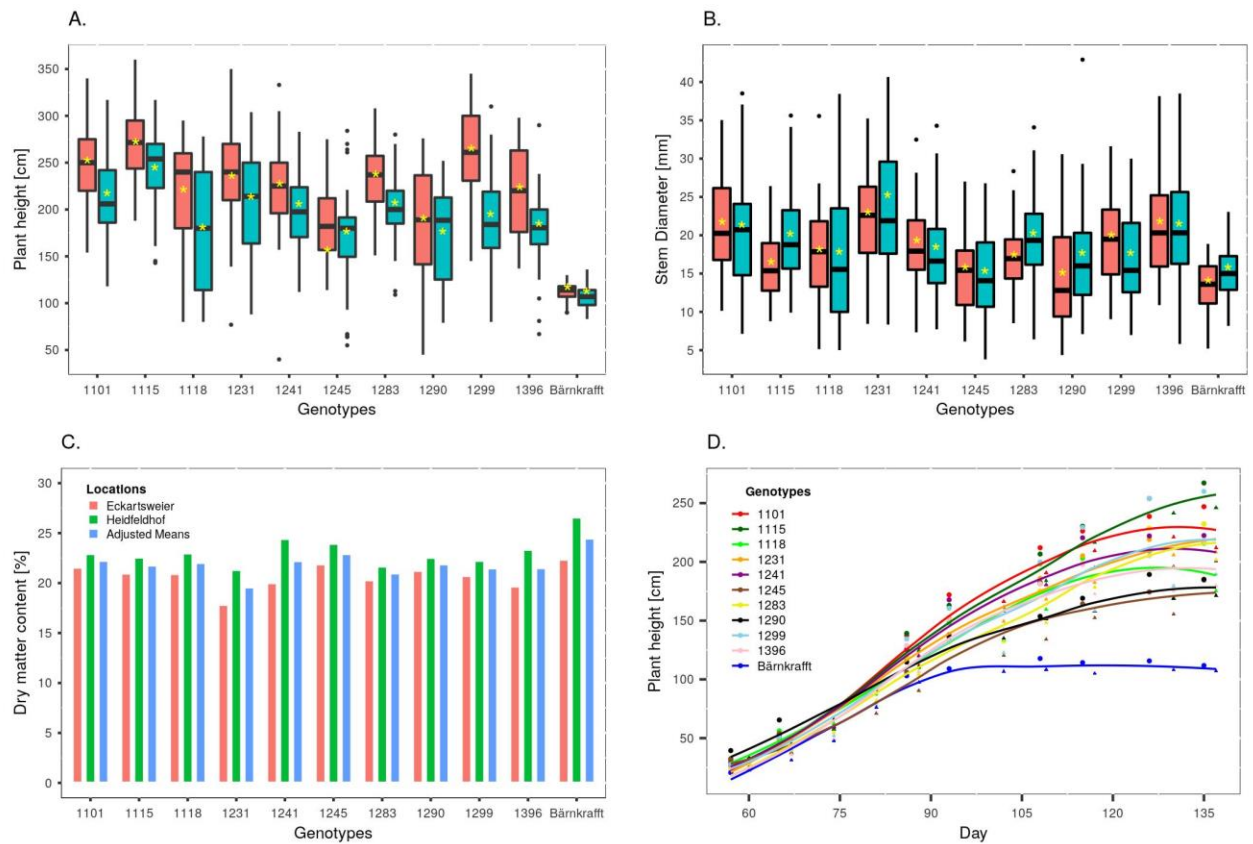 A.
Plant height [cm]
350
300
250
200
150
100
50
1101 1115 1118 1231 1241 1245 1283 1290 1299 1396 Bärnkrafft
Genotypes
B.
Stem Diameter [mm]
40
35
30
25
20
15
10
5
1101 1115 1118 1231 1241 1245 1283 1290 1299 1396 Bärnkrafft
Genotypes
C.
Dry matter content [%]
30
25
20
15
10
5
0
Locations
Eckartsweier
Heidfeldhof
Adjusted Means
1101 1115 1118 1231 1241 1245 1283 1290 1299 1396 Bärnkrafft
Genotypes
D.
Plant height [cm]
250
200
150
100
50
Genotypes
1101
1115
1118
1231
1241
1245
1283
1290
1299
1396
Bärnkrafft
60 75 90 105 120 135
Day